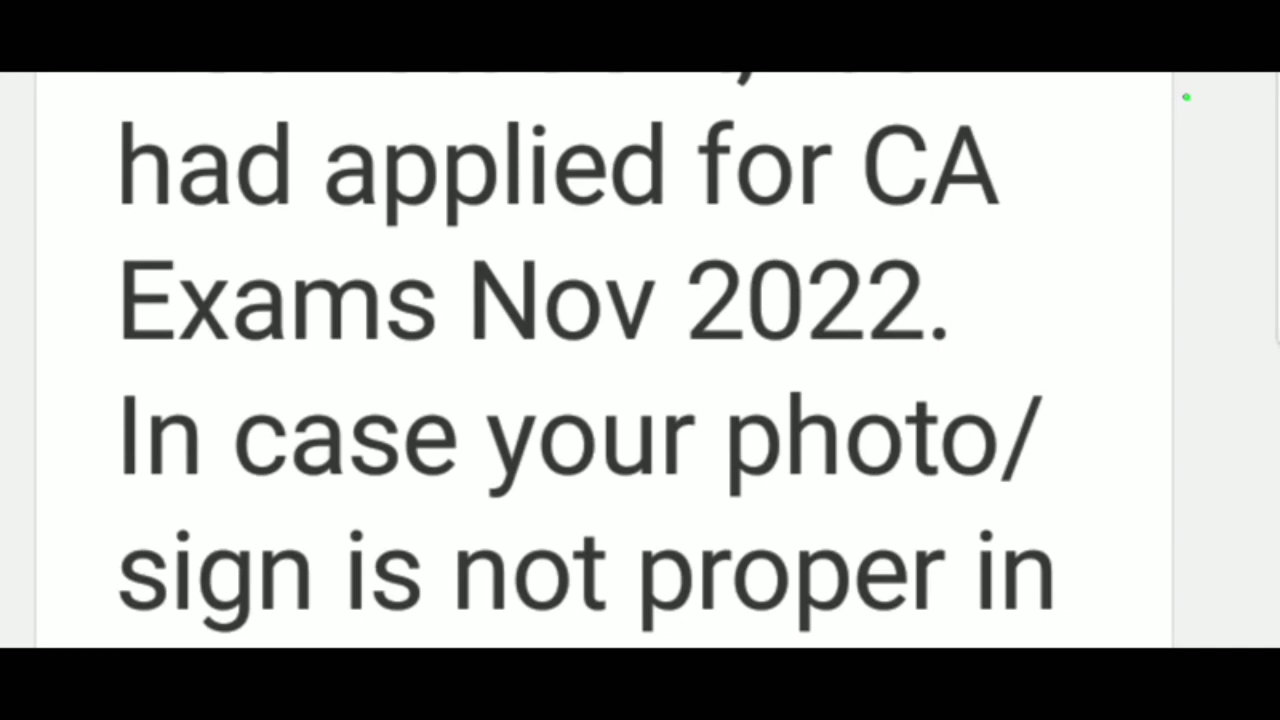 had applied for CA
Exams Nov 2022.
In case your photo/
sign is not proper in